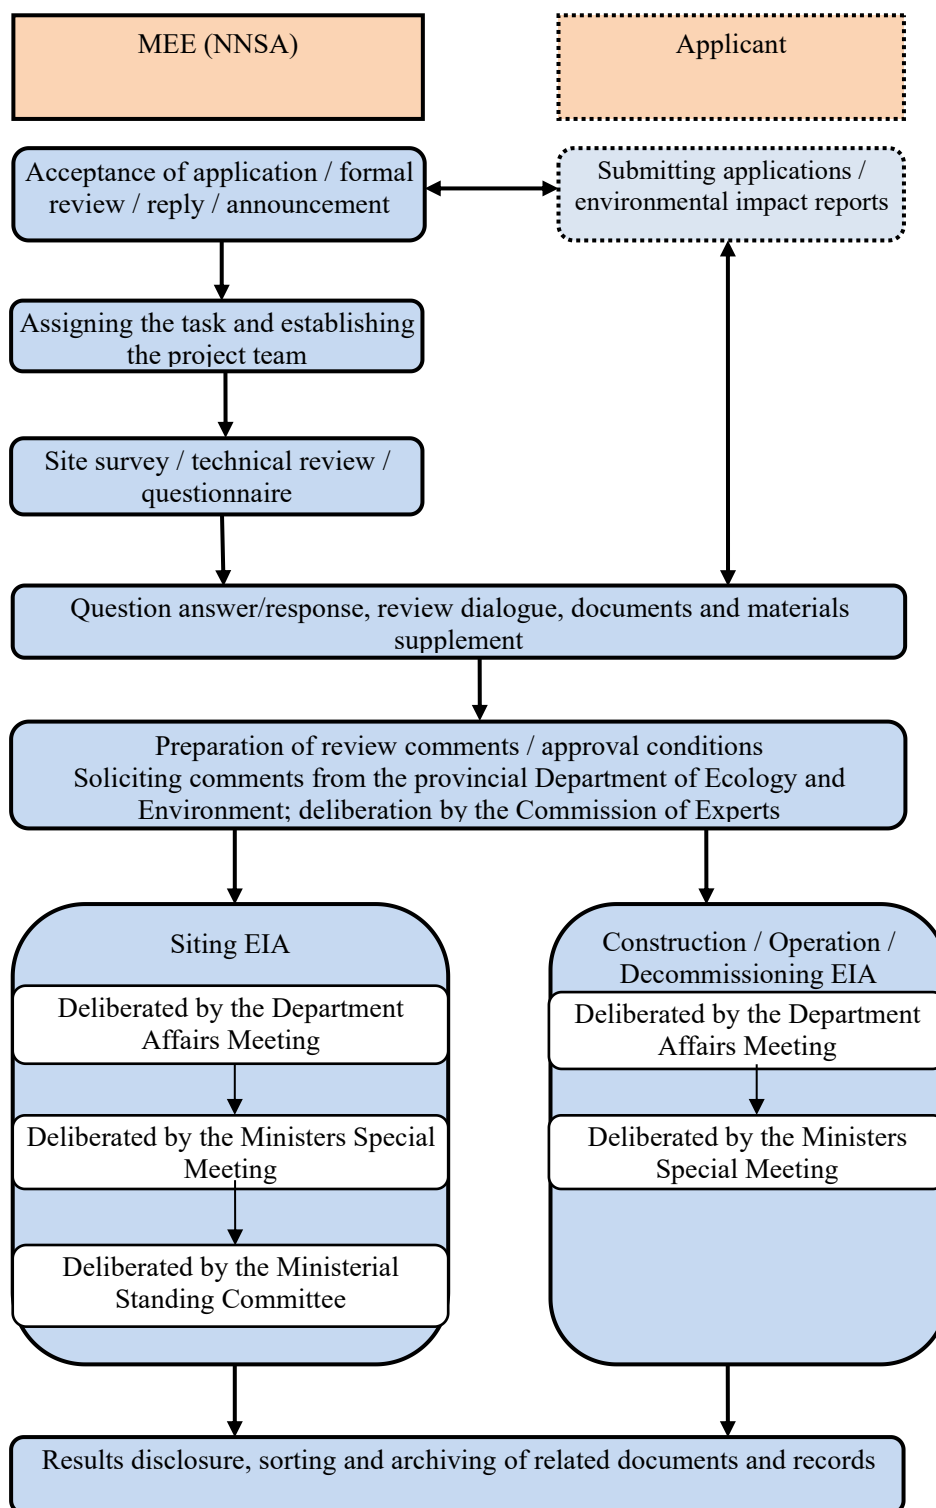 MEE (NNSA)
Applicant
Acceptance of application / formal
review / reply / announcement
Submitting applications /
environmental impact reports
Assigning the task and establishing
the project team
Site survey / technical review /
questionnaire
Question answer/response, review dialogue, documents and materials
supplement
Preparation of review comments / approval conditions
Soliciting comments from the provincial Department of Ecology and
Environment; deliberation by the Commission of Experts
Siting EIA
Deliberated by the Department
Affairs Meeting
Deliberated by the Ministers Special
Meeting
Deliberated by the Ministerial
Standing Committee
Construction / Operation /
Decommissioning EIA
Deliberated by the Department
Affairs Meeting
Deliberated by the Ministers
Special Meeting
Results disclosure, sorting and archiving of related documents and records